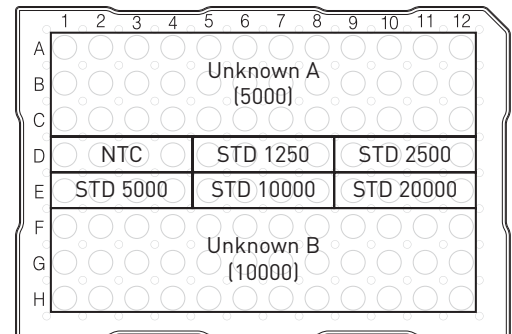 1 2 3 4 5 6 7 8 9 10 11 12
A
Unknown A
B
(5000)
C
D NTC STD 1250 STD 2500
E STD 5000 STD 10000 STD 20000
F
Unknown B
G
(10000)
H